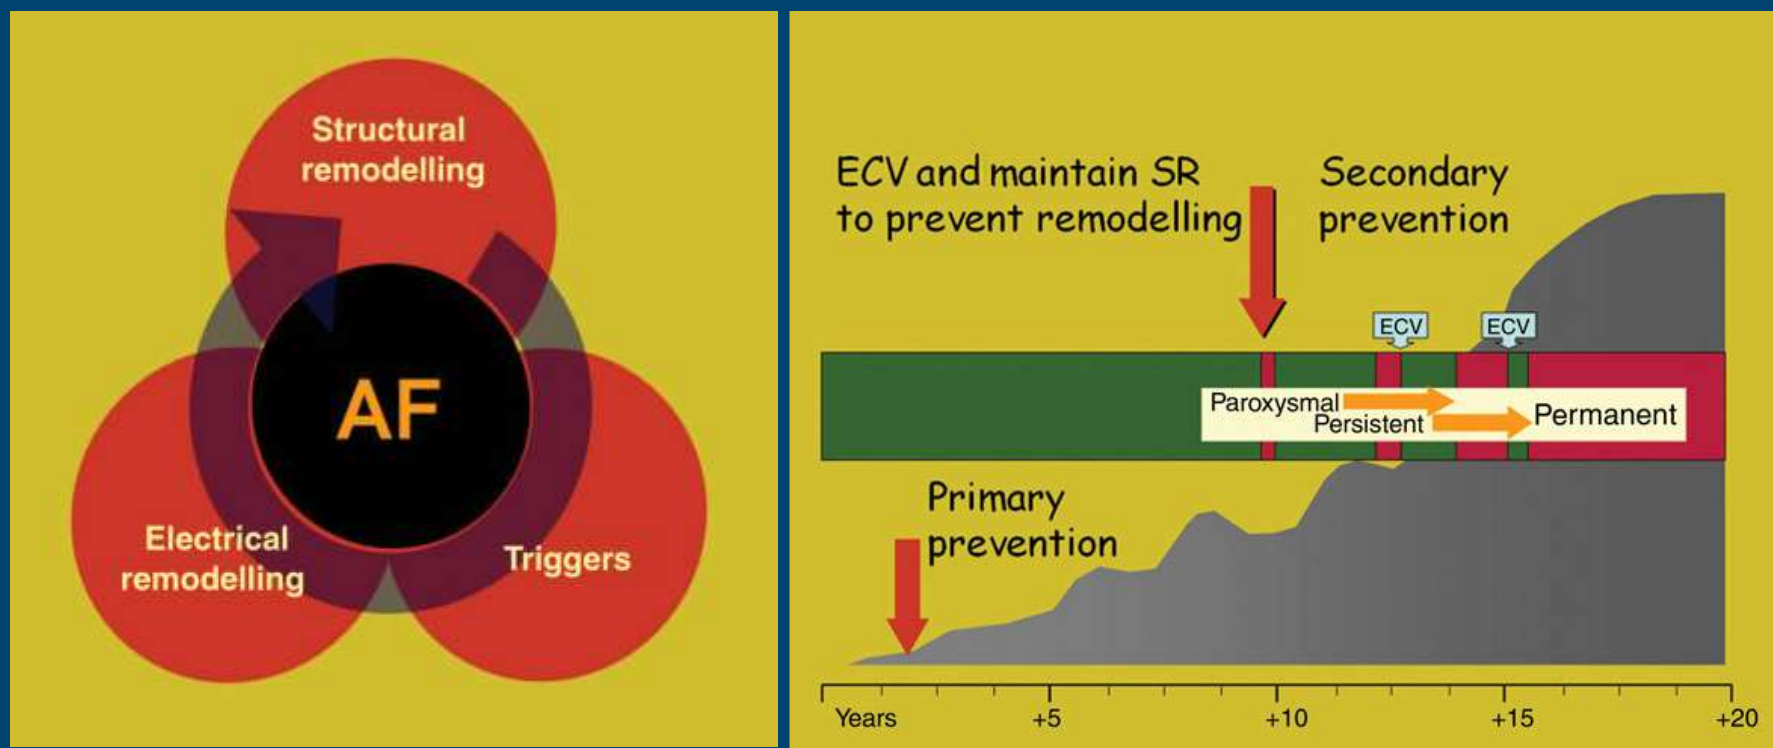 Structural
remodelling
AF
Electrical
remodelling
Triggers
ECV and maintain SR
to prevent remodelling
Secondary
prevention
ECV
ECV
Paroxysmal
Persistent
Permanent
Primary
prevention
Years +5 +10 +15 +20